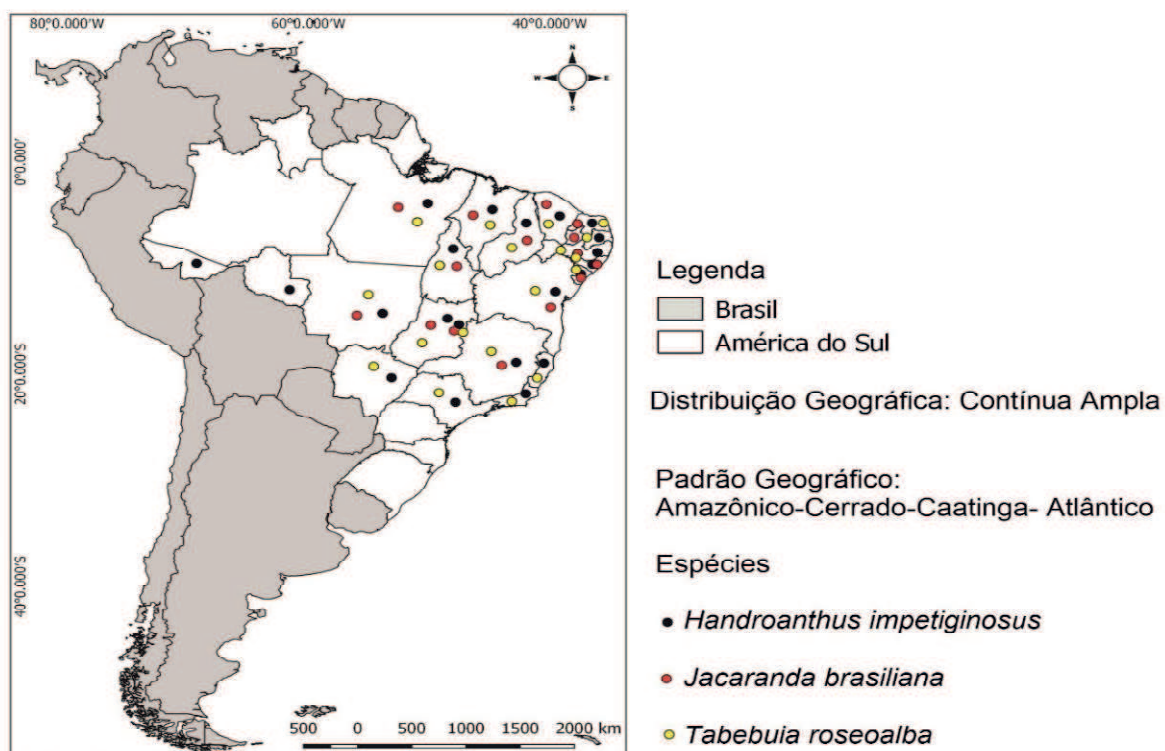 80°0.000'W 60°0.000'W 40°0.000'W
N
W E
S
0°0.000'
20°0.000'S
40°0.000'S
500 0 500 1000 1500 2000 km
Legenda
Brasil
América do Sul
Distribuição Geográfica: Contínua Ampla
Padrão Geográfico:
Amazônico-Cerrado-Caatinga- Atlântico
Espécies
Handroanthus impetiginosus
Jacaranda brasiliana
Tabebuia roseoalba